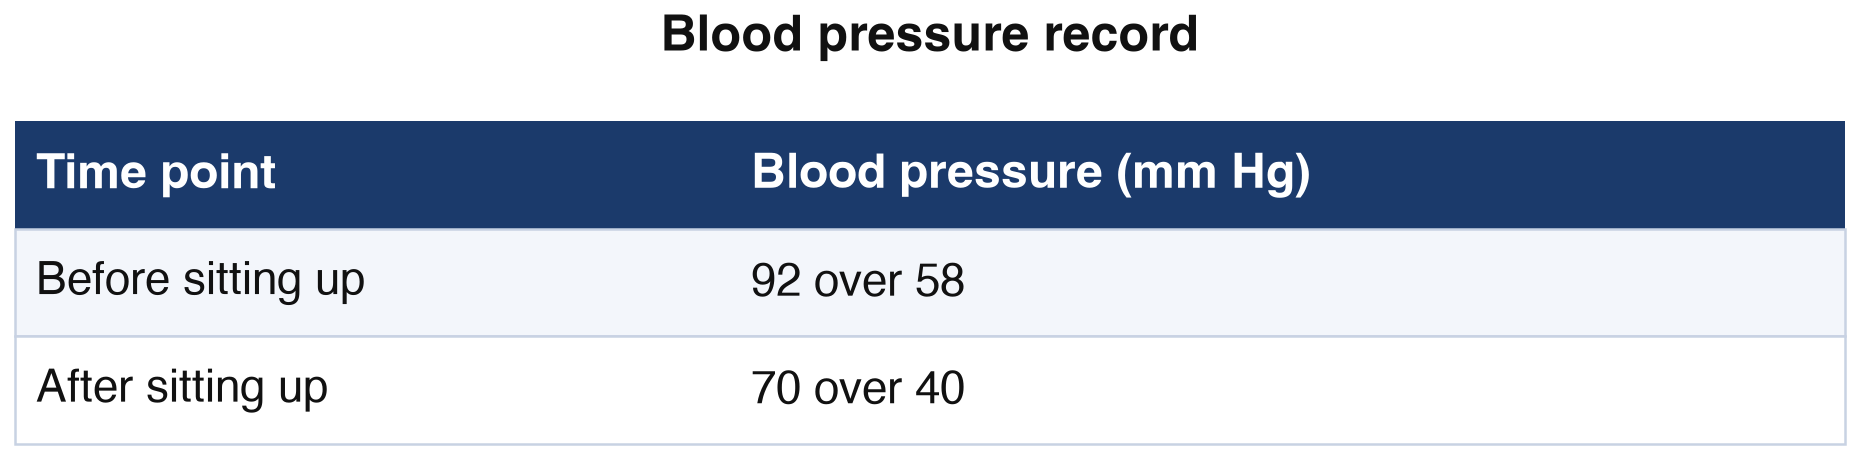 Blood pressure record
Time point Blood pressure (mm Hg)
Before sitting up 92 over 58
After sitting up 70 over 40